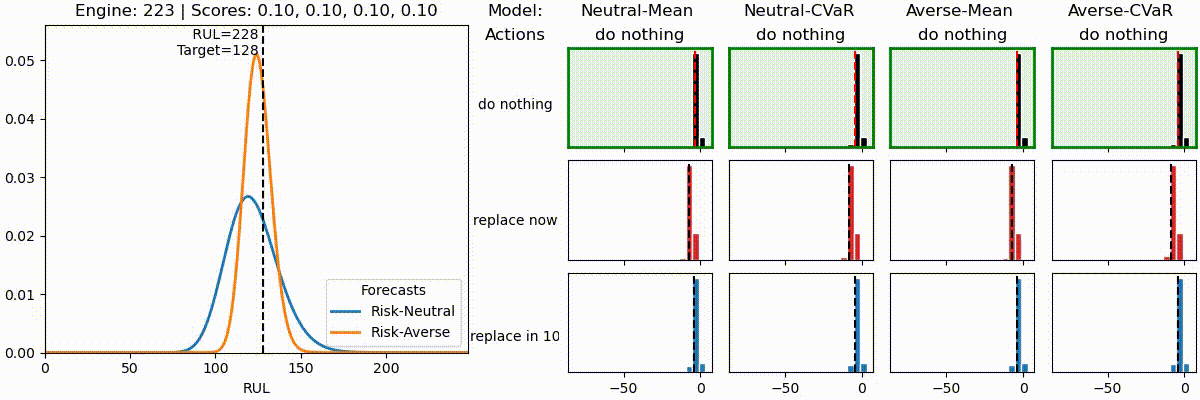 Engine: 223 | Scores: 0.10, 0.10, 0.10, 0.10
RUL=228
Target=128
0.05
0.04
0.03
0.02
0.01
0.00
0 50 100 150 200
RUL
Forecasts
Risk-Neutral
Risk-Averse
Model: Neutral-Mean Neutral-CVaR Averse-Mean Averse-CVaR
Actions do nothing do nothing do nothing do nothing
do nothing
replace now
replace in 10
−50 0 −50 0 −50 0 −50 0